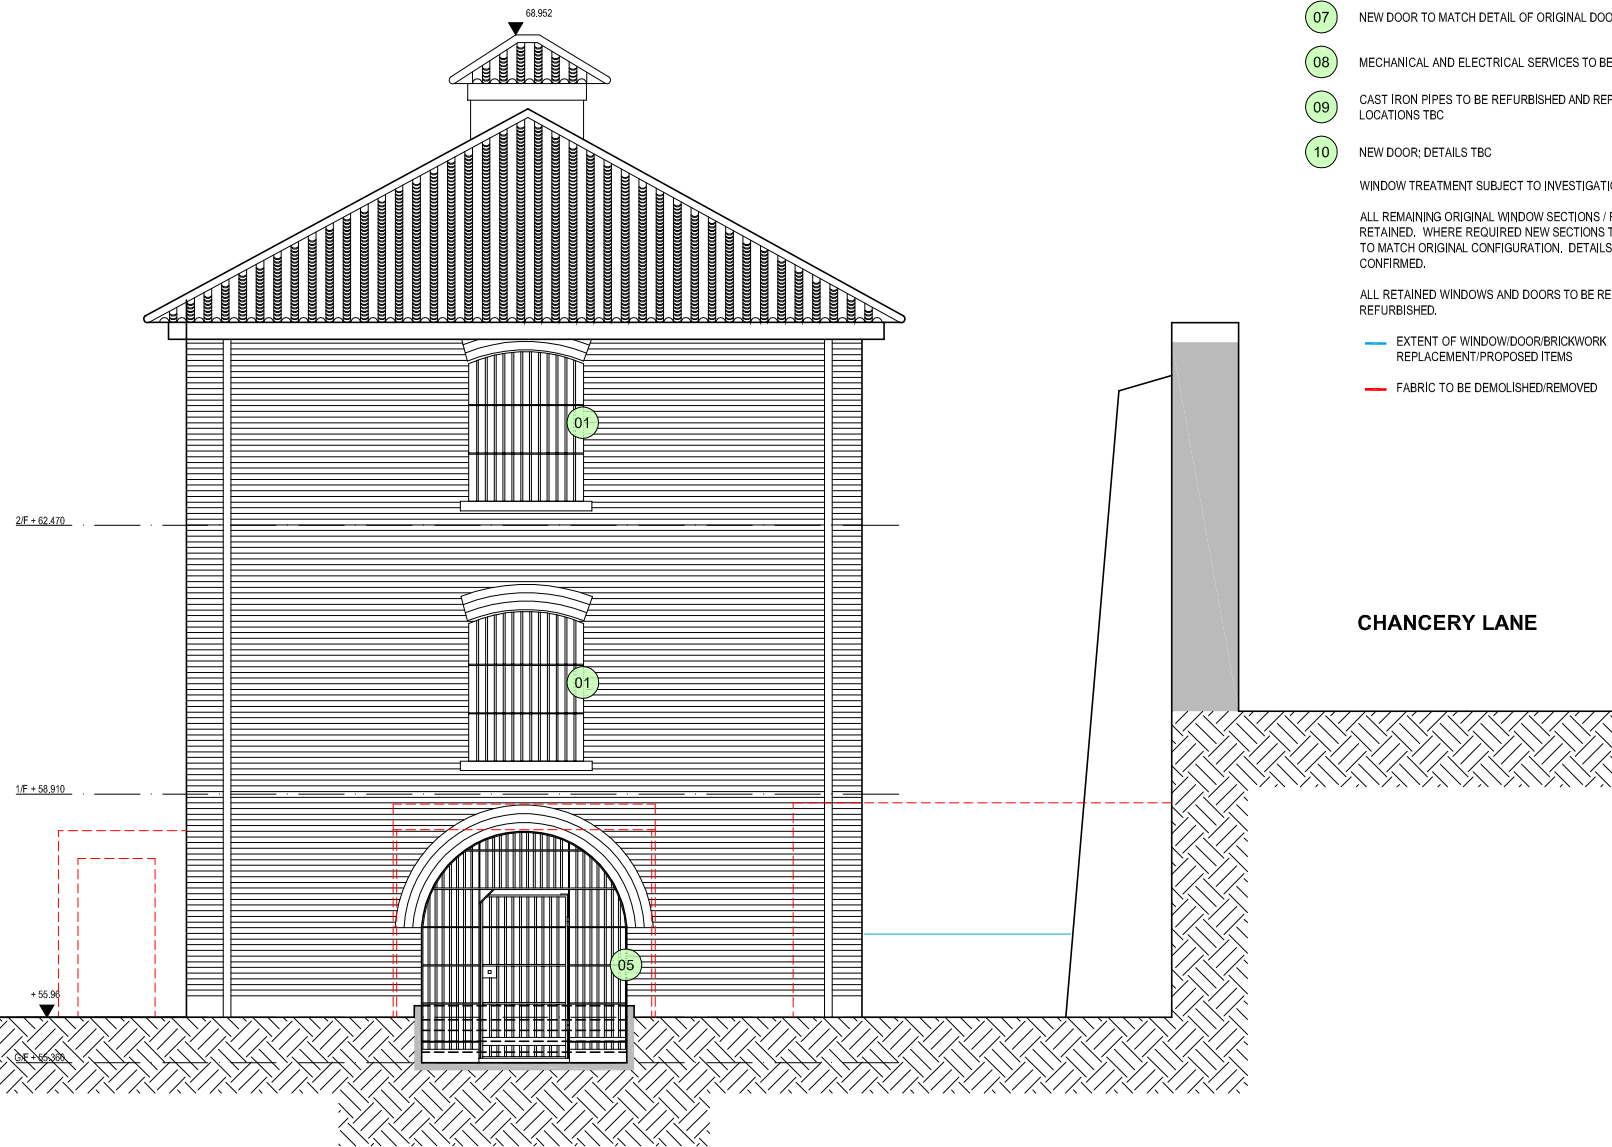 68.952
07 NEW DOOR TO MATCH DETAIL OF ORIGINAL
08 MECHANICAL AND ELECTRICAL SERVICES TO BE
09 CAST IRON PIPES TO BE REFURBISHED AND
LOCATIONS TBC
10 NEW DOOR; DETAILS TBC
WINDOW TREATMENT SUBJECT TO
ALL REMAINING ORIGINAL WINDOW SECTIONS /
RETAINED. WHERE REQUIRED NEW SECTIONS
TO MATCH ORIGINAL CONFIGURATION. DETAILS
CONFIRMED.
ALL RETAINED WINDOWS AND DOORS TO BE
REFURBISHED.
EXTENT OF WINDOW/DOOR/BRICKWORK
REPLACEMENT/PROPOSED ITEMS
FABRIC TO BE DEMOLISHED/REMOVED
01
2/F + 62.470
CHANCERY LANE
01
1/F + 58.910
05
+ 55.96
G/F + 55.360